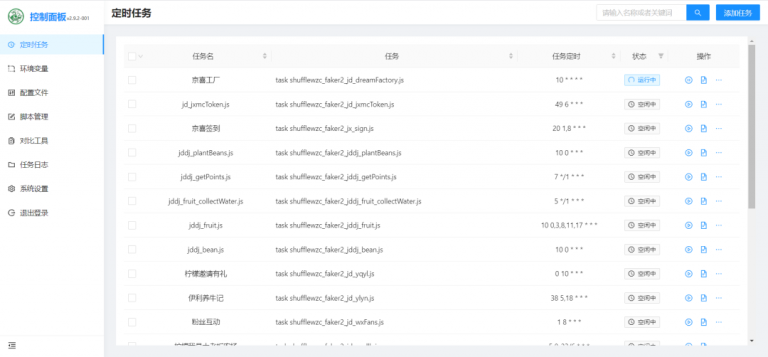 控制面板 v2.8.2-001
定时任务
请输入名称或者关键词
添加任务
定时任务
环境变量
配置文件
脚本管理
对比工具
任务日志
系统设置
退出登录
任务名 任务 任务定时 状态 操作
京喜工厂 task shufflewzc_faker2_jd_dreamFactory.js 10 * * * * 运行中
jd_jxmcToken.js task shufflewzc_faker2_jd_jxmcToken.js 49 6 * * * 空闲中
京喜签到 task shufflewzc_faker2_jx_sign.js 20 1,8 * * * 空闲中
jddj_plantBeans.js task shufflewzc_faker2_jddj_plantBeans.js 10 0 * * * 空闲中
jddj_getPoints.js task shufflewzc_faker2_jddj_getPoints.js 7 */1 * * * 空闲中
jddj_fruit_collectWater.js task shufflewzc_faker2_jddj_fruit_collectWater.js 5 */1 * * * 空闲中
jddj_fruit.js task shufflewzc_faker2_jddj_fruit.js 10 0,3,8,11,17 * * * 空闲中
jddj_bean.js task shufflewzc_faker2_jddj_bean.js 10 0 * * * 空闲中
柠檬邀请有礼 task shufflewzc_faker2_jd_yqyl.js 0 10 * * * 空闲中
伊利养牛记 task shufflewzc_faker2_jd_ylyn.js 38 5,18 * * * 空闲中
粉丝互动 task shufflewzc_faker2_jd_wxFans.js 1 8 * * * 空闲中